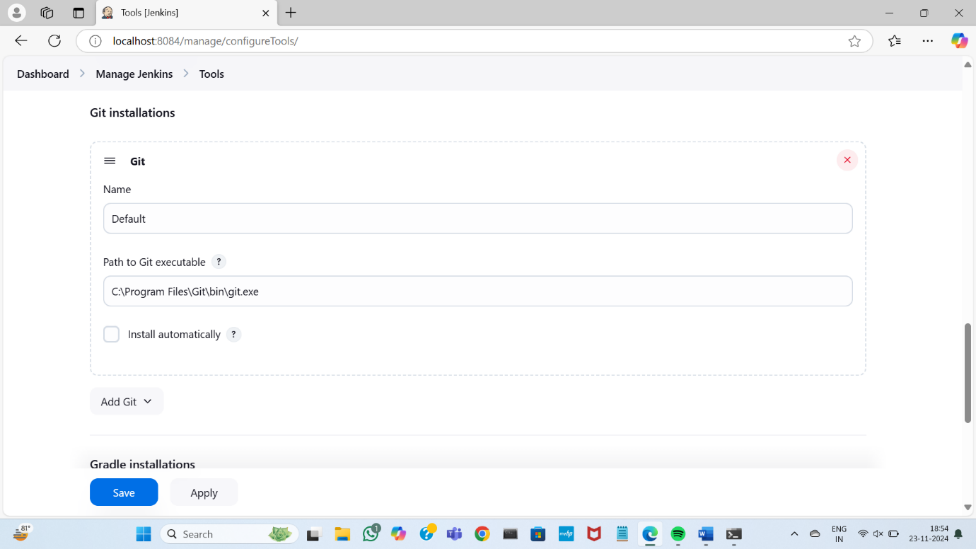 Tools [Jenkins]
localhost:8084/manage/configureTools/
Dashboard > Manage Jenkins > Tools
Git installations
Git
Name
Default
Path to Git executable ?
C:\Program Files\Git\bin\git.exe
Install automatically ?
Add Git
Gradle installations
Save Apply
81°
Search
1
ENG
IN
18:54
23-11-2024